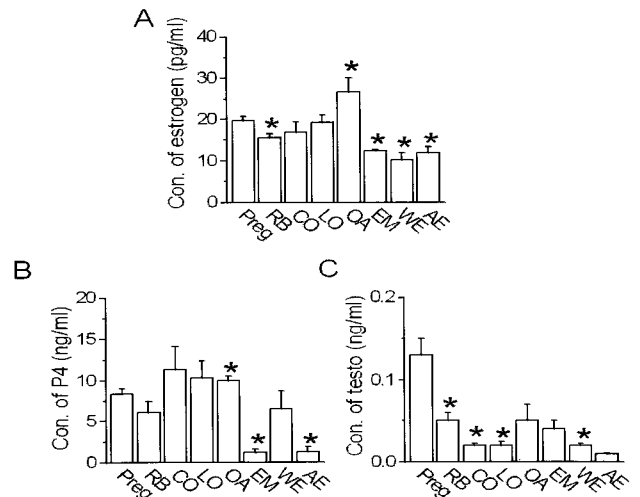 A
Con. of estrogen (pg/ml)
40
30
20
10
0
* * * * *
Preg RB CO LO OA EM WE AE
B
Con. of P4 (ng/ml)
20
15
10
5
0
* * *
Preg RB CO LO OA EM WE AE
C
Con. of testo (ng/ml)
0.2
0.1
0.0
* * * *
Preg RB CO LO OA EM WE AE